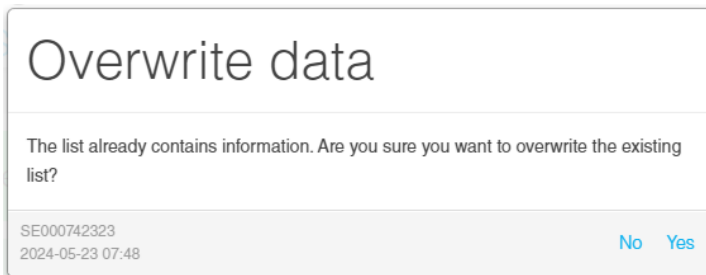 Overwrite data
The list already contains information. Are you sure you want to overwrite the existing
list?
SE000742323
2024-05-23 07:48
No Yes